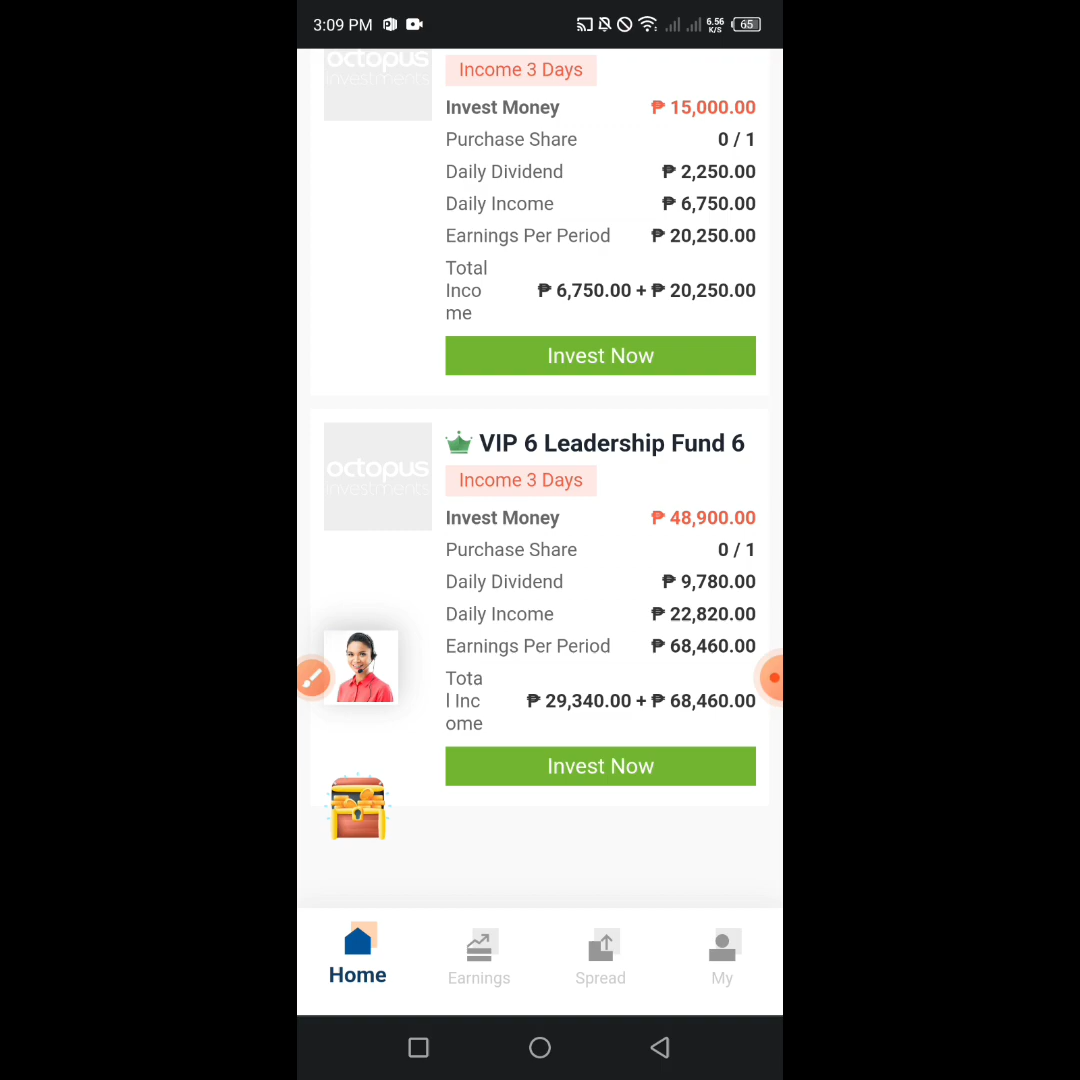 3:09 PM
6.56
K/S
65
octopus
investments
Income 3 Days
Invest Money ₱ 15,000.00
Purchase Share 0 / 1
Daily Dividend ₱ 2,250.00
Daily Income ₱ 6,750.00
Earnings Per Period ₱ 20,250.00
Total
Inco ₱ 6,750.00 + ₱ 20,250.00
me
Invest Now
octopus
investments
VIP 6 Leadership Fund 6
Income 3 Days
Invest Money ₱ 48,900.00
Purchase Share 0 / 1
Daily Dividend ₱ 9,780.00
Daily Income ₱ 22,820.00
Earnings Per Period ₱ 68,460.00
Tota
l Inc ₱ 29,340.00 + ₱ 68,460.00
ome
Invest Now
Home Earnings Spread My